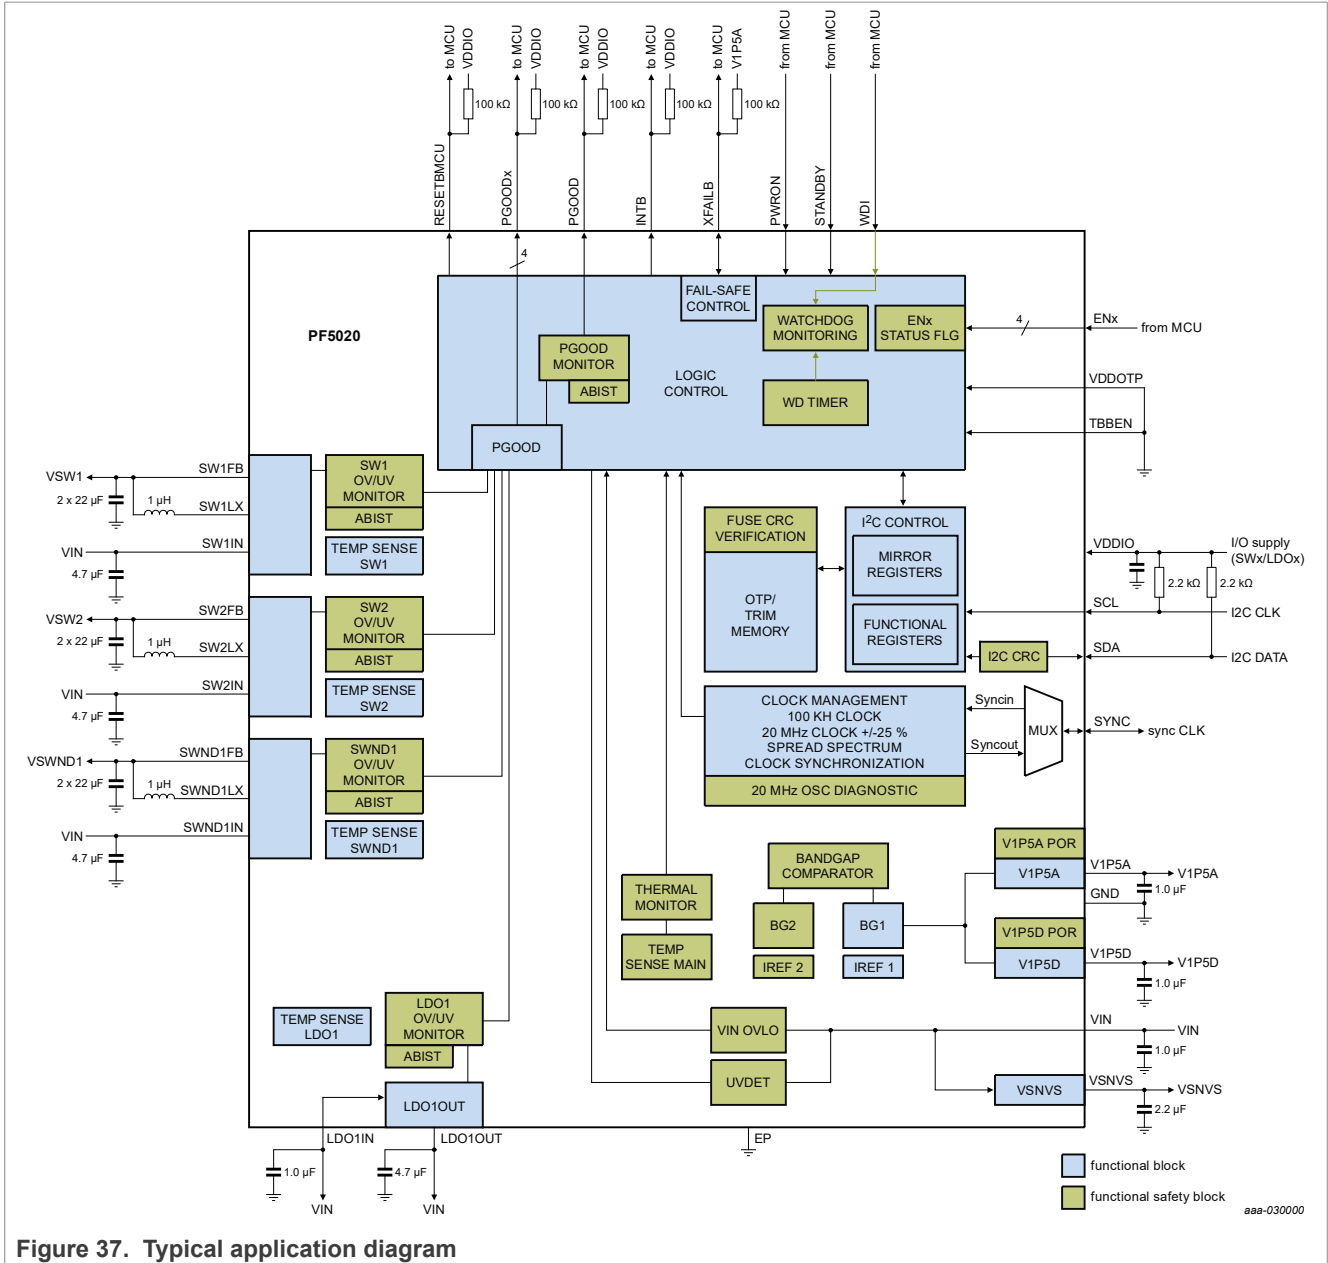 to MCU
VDDIO
to MCU
VDDIO
to MCU
VDDIO
to MCU
VDDIO
to MCU
V1P5A
from MCU
from MCU
from MCU
100 kΩ
100 kΩ
100 kΩ
100 kΩ
100 kΩ
RESETBMCU
PGOODx
PGOOD
INTB
XFAILB
PWRON
STANDBY
WDI
4
PF5020
FAIL-SAFE
CONTROL
WATCHDOG
MONITORING
ENx
STATUS FLG
PGOOD
MONITOR
ABIST
LOGIC
CONTROL
WD TIMER
PGOOD
4
ENx
from MCU
VDDOTP
TBBEN
VSW1
2 x 22 µF
1 µH
SW1FB
SW1LX
VIN
4.7 µF
SW1IN
SW1
OV/UV
MONITOR
ABIST
TEMP SENSE
SW1
VSW2
2 x 22 µF
1 µH
SW2FB
SW2LX
VIN
4.7 µF
SW2IN
SW2
OV/UV
MONITOR
ABIST
TEMP SENSE
SW2
VSWND1
2 x 22 µF
1 µH
SWND1FB
SWND1LX
VIN
4.7 µF
SWND1IN
SWND1
OV/UV
MONITOR
ABIST
TEMP SENSE
SWND1
FUSE CRC
VERIFICATION
OTP/
TRIM
MEMORY
I2C CONTROL
MIRROR
REGISTERS
FUNCTIONAL
REGISTERS
I2C CRC
VDDIO
I/O supply
(SWx/LDOx)
2.2 kΩ
2.2 kΩ
SCL
I2C CLK
SDA
I2C DATA
CLOCK MANAGEMENT
100 KH CLOCK
20 MHz CLOCK +/-25 %
SPREAD SPECTRUM
CLOCK SYNCHRONIZATION
20 MHz OSC DIAGNOSTIC
Syncin
Syncout
MUX
SYNC
sync CLK
THERMAL
MONITOR
TEMP
SENSE MAIN
BANDGAP
COMPARATOR
BG2
BG1
IREF 2
IREF 1
V1P5A POR
V1P5A
V1P5A
V1P5A
1.0 µF
GND
V1P5D POR
V1P5D
V1P5D
V1P5D
1.0 µF
VIN OVLO
UVDET
VIN
VIN
1.0 µF
VSNVS
VSNVS
VSNVS
2.2 µF
TEMP SENSE
LDO1
LDO1
OV/UV
MONITOR
ABIST
LDO1OUT
LDO1IN
LDO1OUT
1.0 µF
4.7 µF
VIN
VIN
EP
functional block
functional safety block
aaa-030000
Figure 37. Typical application diagram